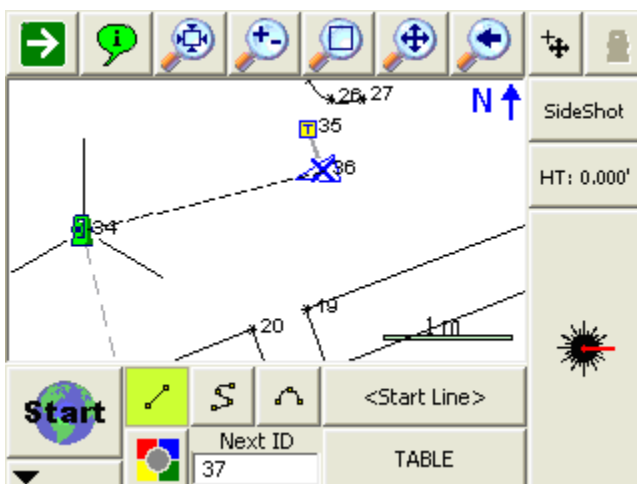 26 27
N
SideShot
35
T
36
HT: 0.000'
34
19
20
1 m
Start
<Start Line>
Next ID
37
TABLE